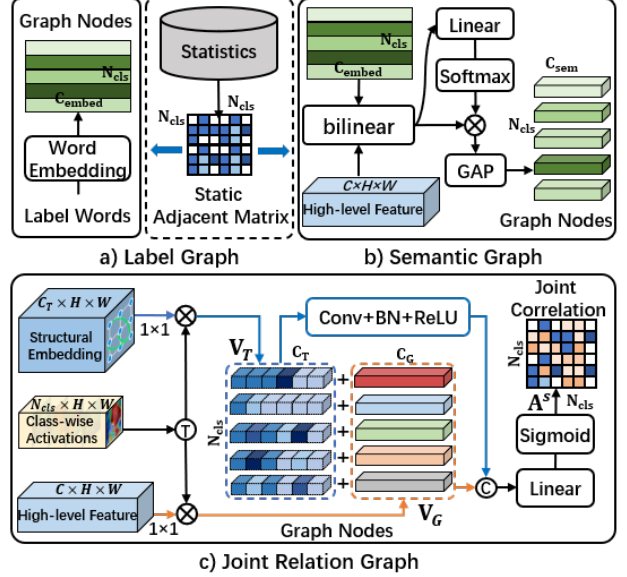 Graph Nodes
N_cls
C_embed
Word
Embedding
Label Words
Statistics
N_cls
N_cls
Static
Adjacent Matrix
a) Label Graph
N_cls
C_embed
bilinear
C×H×W
High-level Feature
Linear
Softmax
GAP
C_sem
N_cls
Graph Nodes
b) Semantic Graph
C_T × H × W
Structural
Embedding
1×1
N_cls × H × W
Class-wise
Activations
T
C × H × W
High-level Feature
1×1
V_T
C_T
N_cls
Conv+BN+ReLU
C_G
+
+
+
+
+
V_G
Graph Nodes
C
Linear
Sigmoid
A^s
N_cls
N_cls
Joint
Correlation
c) Joint Relation Graph